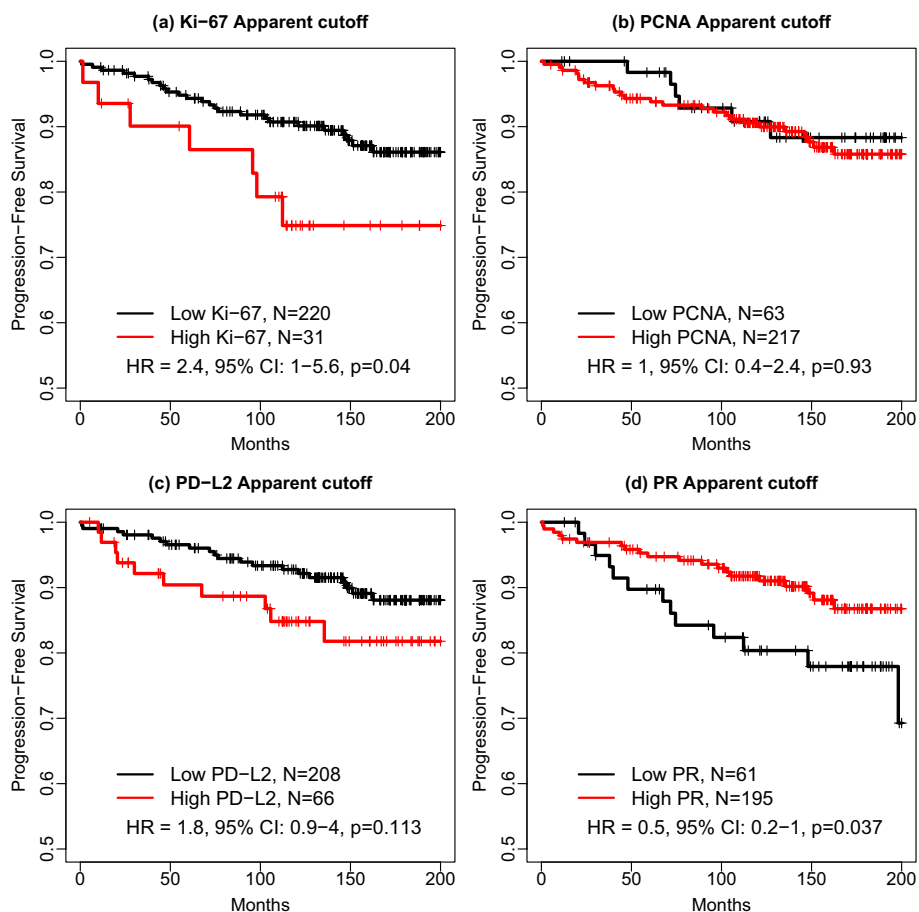 (a) Ki−67 Apparent cutoff
Progression−Free Survival
1.0
0.9
0.8
0.7
0.6
0.5
Low Ki−67, N=220
High Ki−67, N=31
HR = 2.4, 95% CI: 1−5.6, p=0.04
0 50 100 150 200
Months
(b) PCNA Apparent cutoff
Progression−Free Survival
1.0
0.9
0.8
0.7
0.6
0.5
Low PCNA, N=63
High PCNA, N=217
HR = 1, 95% CI: 0.4−2.4, p=0.93
0 50 100 150 200
Months
(c) PD−L2 Apparent cutoff
Progression−Free Survival
1.0
0.9
0.8
0.7
0.6
0.5
Low PD−L2, N=208
High PD−L2, N=66
HR = 1.8, 95% CI: 0.9−4, p=0.113
0 50 100 150 200
Months
(d) PR Apparent cutoff
Progression−Free Survival
1.0
0.9
0.8
0.7
0.6
0.5
Low PR, N=61
High PR, N=195
HR = 0.5, 95% CI: 0.2−1, p=0.037
0 50 100 150 200
Months